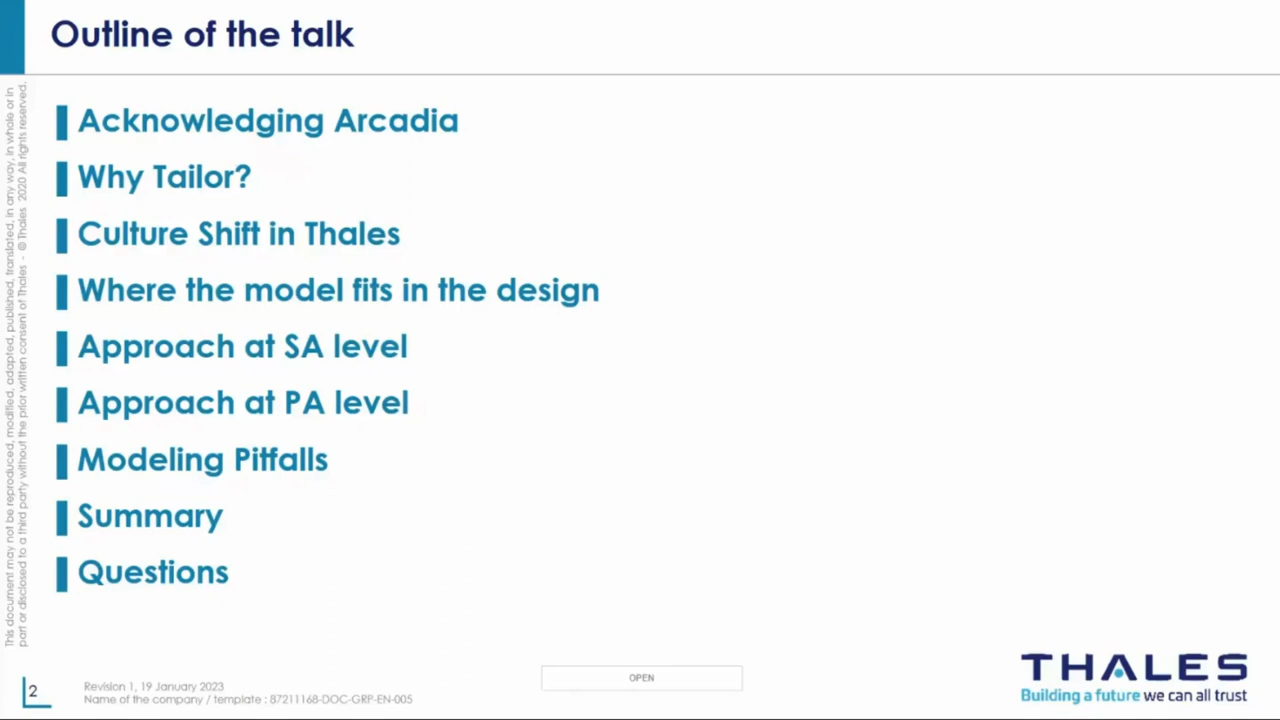 Outline of the talk
Acknowledging Arcadia
Why Tailor?
Culture Shift in Thales
Where the model fits in the design
Approach at SA level
Approach at PA level
Modeling Pitfalls
Summary
Questions
This document may not be reproduced, modified, adapted, published, translated, in any way, in whole or in
part or disclosed to a third party without the prior written consent of Thales - © Thales 2020 All rights reserved.
2
Revision 1, 19 January 2023
Name of the company / template : 87211168-DOC-GRP-EN-005
OPEN
THALES
Building a future we can all trust